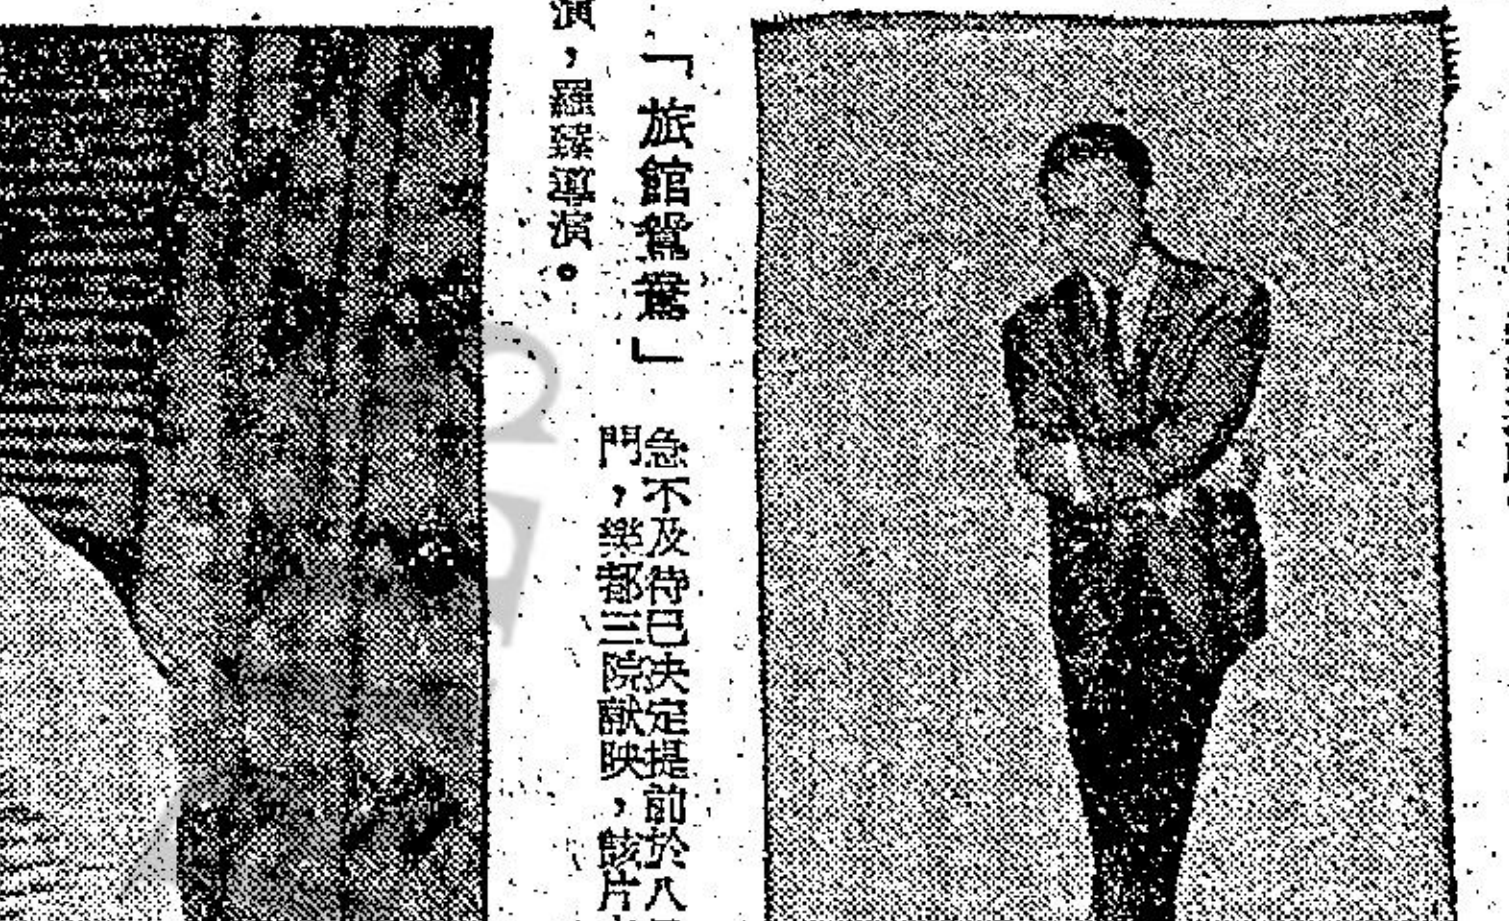 「旅館鴛鴦」
急不及待已決定提前於八
門，樂都三院献映，該片
演，羅臻導演。